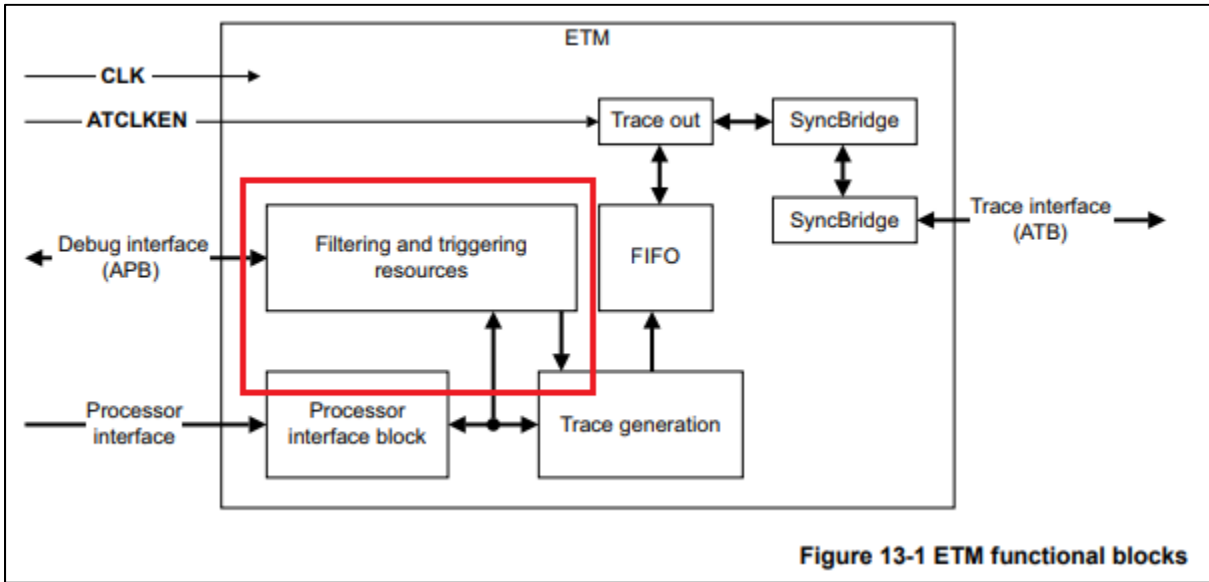 ETM
CLK
ATCLKEN
Trace out
SyncBridge
SyncBridge
Trace interface
(ATB)
Debug interface
(APB)
Filtering and triggering
resources
FIFO
Processor
interface
Processor
interface block
Trace generation
Figure 13-1 ETM functional blocks